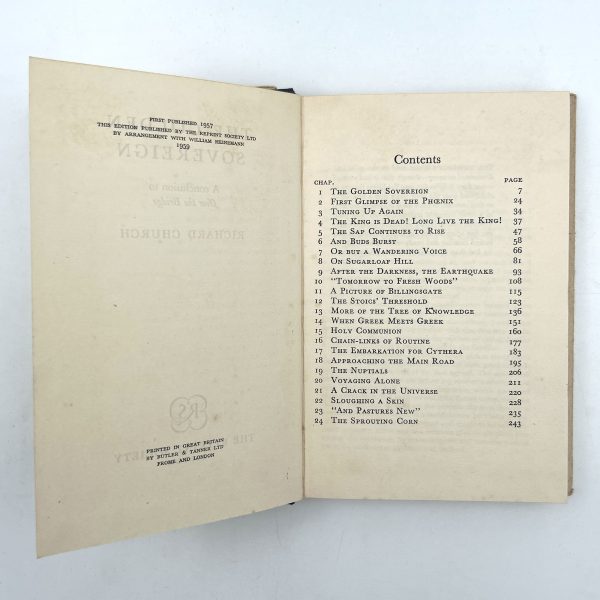 FIRST PUBLISHED 1957
THIS EDITION PUBLISHED BY THE REPRINT SOCIETY LTD
BY ARRANGEMENT WITH WILLIAM HEINEMANN
1959
PRINTED IN GREAT BRITAIN
BY BUTLER & TANNER LTD
FROME AND LONDON
Contents
CHAP. PAGE
1 THE GOLDEN SOVEREIGN 7
2 FIRST GLIMPSE OF THE PHŒNIX 24
3 TUNING UP AGAIN 34
4 THE KING IS DEAD! LONG LIVE THE KING! 37
5 THE SAP CONTINUES TO RISE 47
6 AND BUDS BURST 58
7 OR BUT A WANDERING VOICE 66
8 ON SUGARLOAF HILL 81
9 AFTER THE DARKNESS, THE EARTHQUAKE 93
10 "TOMORROW TO FRESH WOODS" 108
11 A PICTURE OF BILLINGSGATE 115
12 THE STOICS' THRESHOLD 123
13 MORE OF THE TREE OF KNOWLEDGE 136
14 WHEN GREEK MEETS GREEK 151
15 HOLY COMMUNION 160
16 CHAIN-LINKS OF ROUTINE 177
17 THE EMBARKATION FOR CYTHERA 183
18 APPROACHING THE MAIN ROAD 195
19 THE NUPTIALS 206
20 VOYAGING ALONE 211
21 A CRACK IN THE UNIVERSE 220
22 SLOUGHING A SKIN 228
23 "AND PASTURES NEW" 235
24 THE SPROUTING CORN 243